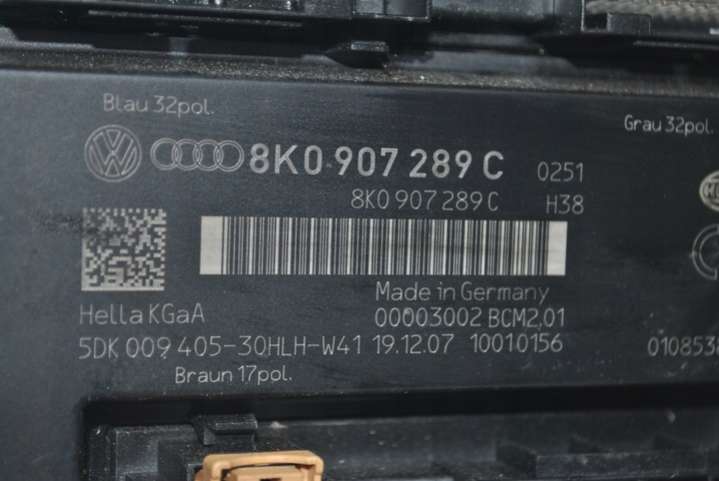 Blau 32pol.
Grau 32pol.
8K0 907 289 C 0251
8K0 907 289 C H38
Made in Germany
Hella KGaA 00003002 BCM2.01
5DK 009 405-30HLH-W41 19.12.07 10010156 010853
Braun 17pol.